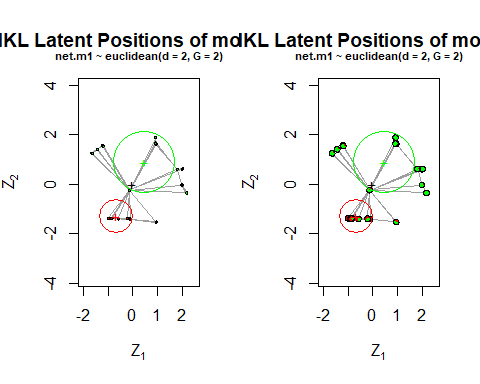 IKL Latent Positions of mo
net.m1 ~ euclidean(d = 2, G = 2)
Z2
4
2
0
-2
-4
-2 0 1 2
Z1
IKL Latent Positions of mo
net.m1 ~ euclidean(d = 2, G = 2)
Z2
4
2
0
-2
-4
-2 0 1 2
Z1